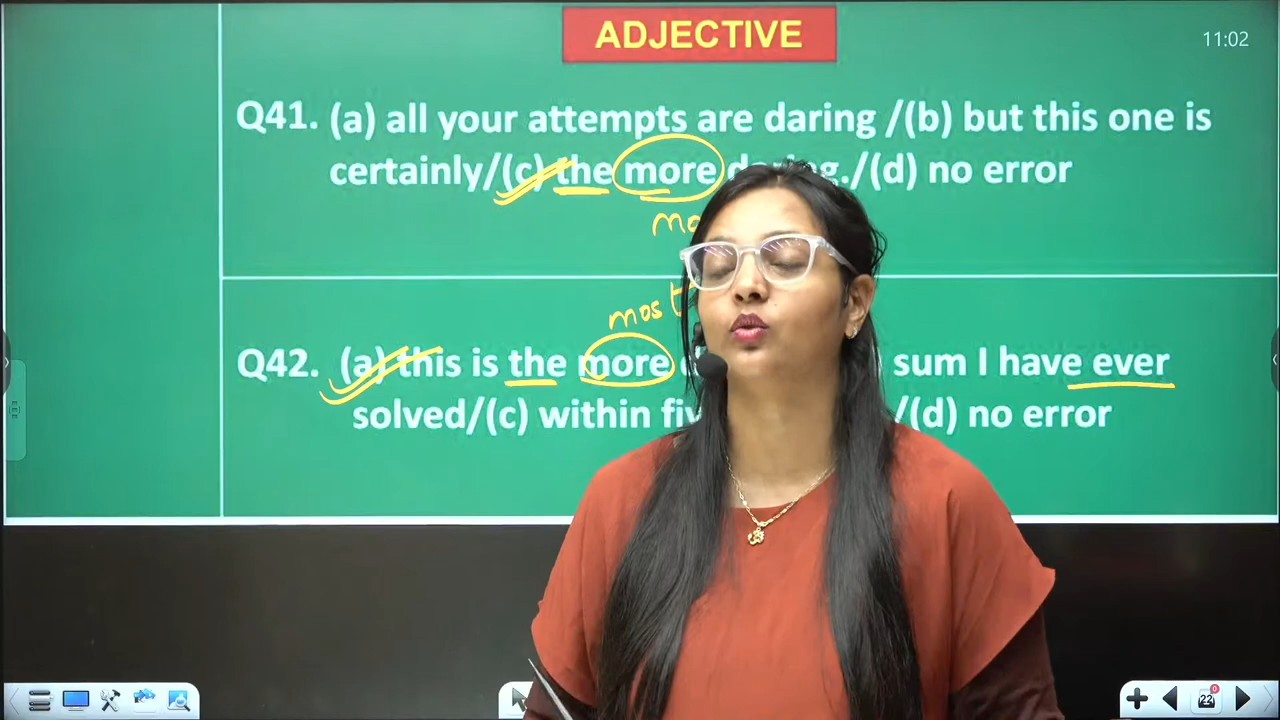 ADJECTIVE
11:02
Q41. (a) all your attempts are daring /(b) but this one is
certainly/(c) the more daring./(d) no error
most
Q42. (a) this is the more sum I have ever
solved/(c) within /(d) no error
22